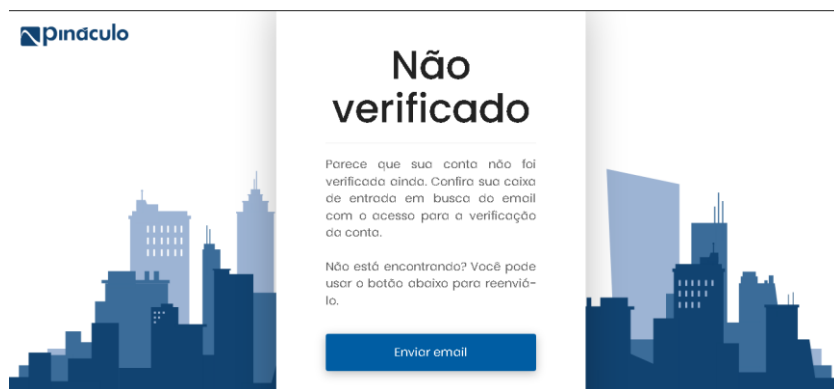 pináculo
Não
verificado
Parece que sua conta não foi
verificada ainda. Confira sua caixa
de entrada em busca do email
com o acesso para a verificação
da conta.
Não está encontrando? Você pode
usar o botão abaixo para reenviá-
lo.
Enviar email